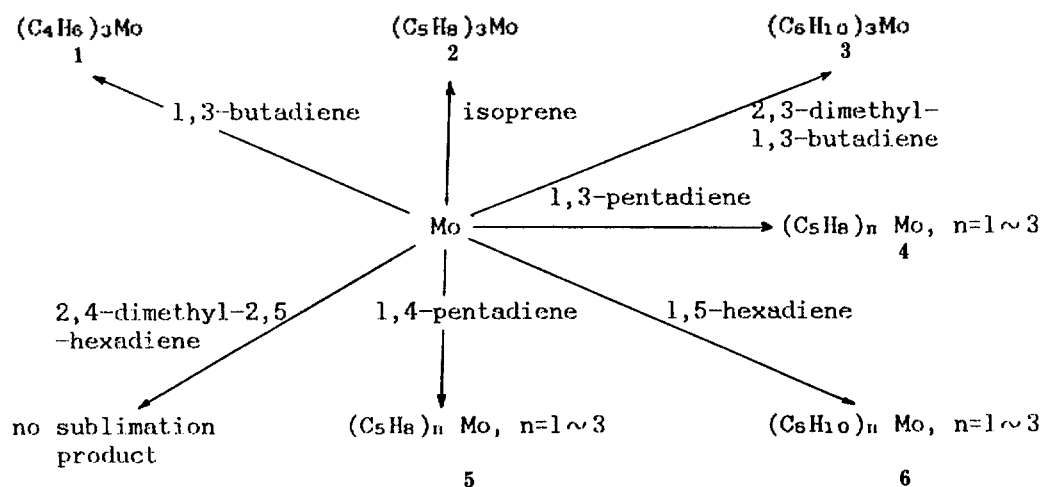 (C4H6)3Mo
1
(C5H8)3Mo
2
(C6H10)3Mo
3
1,3-butadiene
isoprene
2,3-dimethyl-
1,3-butadiene
1,3-pentadiene
Mo
(C5H8)n Mo, n=1~3
4
2,4-dimethyl-2,5
-hexadiene
1,4-pentadiene
1,5-hexadiene
no sublimation
product
(C5H8)n Mo, n=1~3
5
(C6H10)n Mo, n=1~3
6